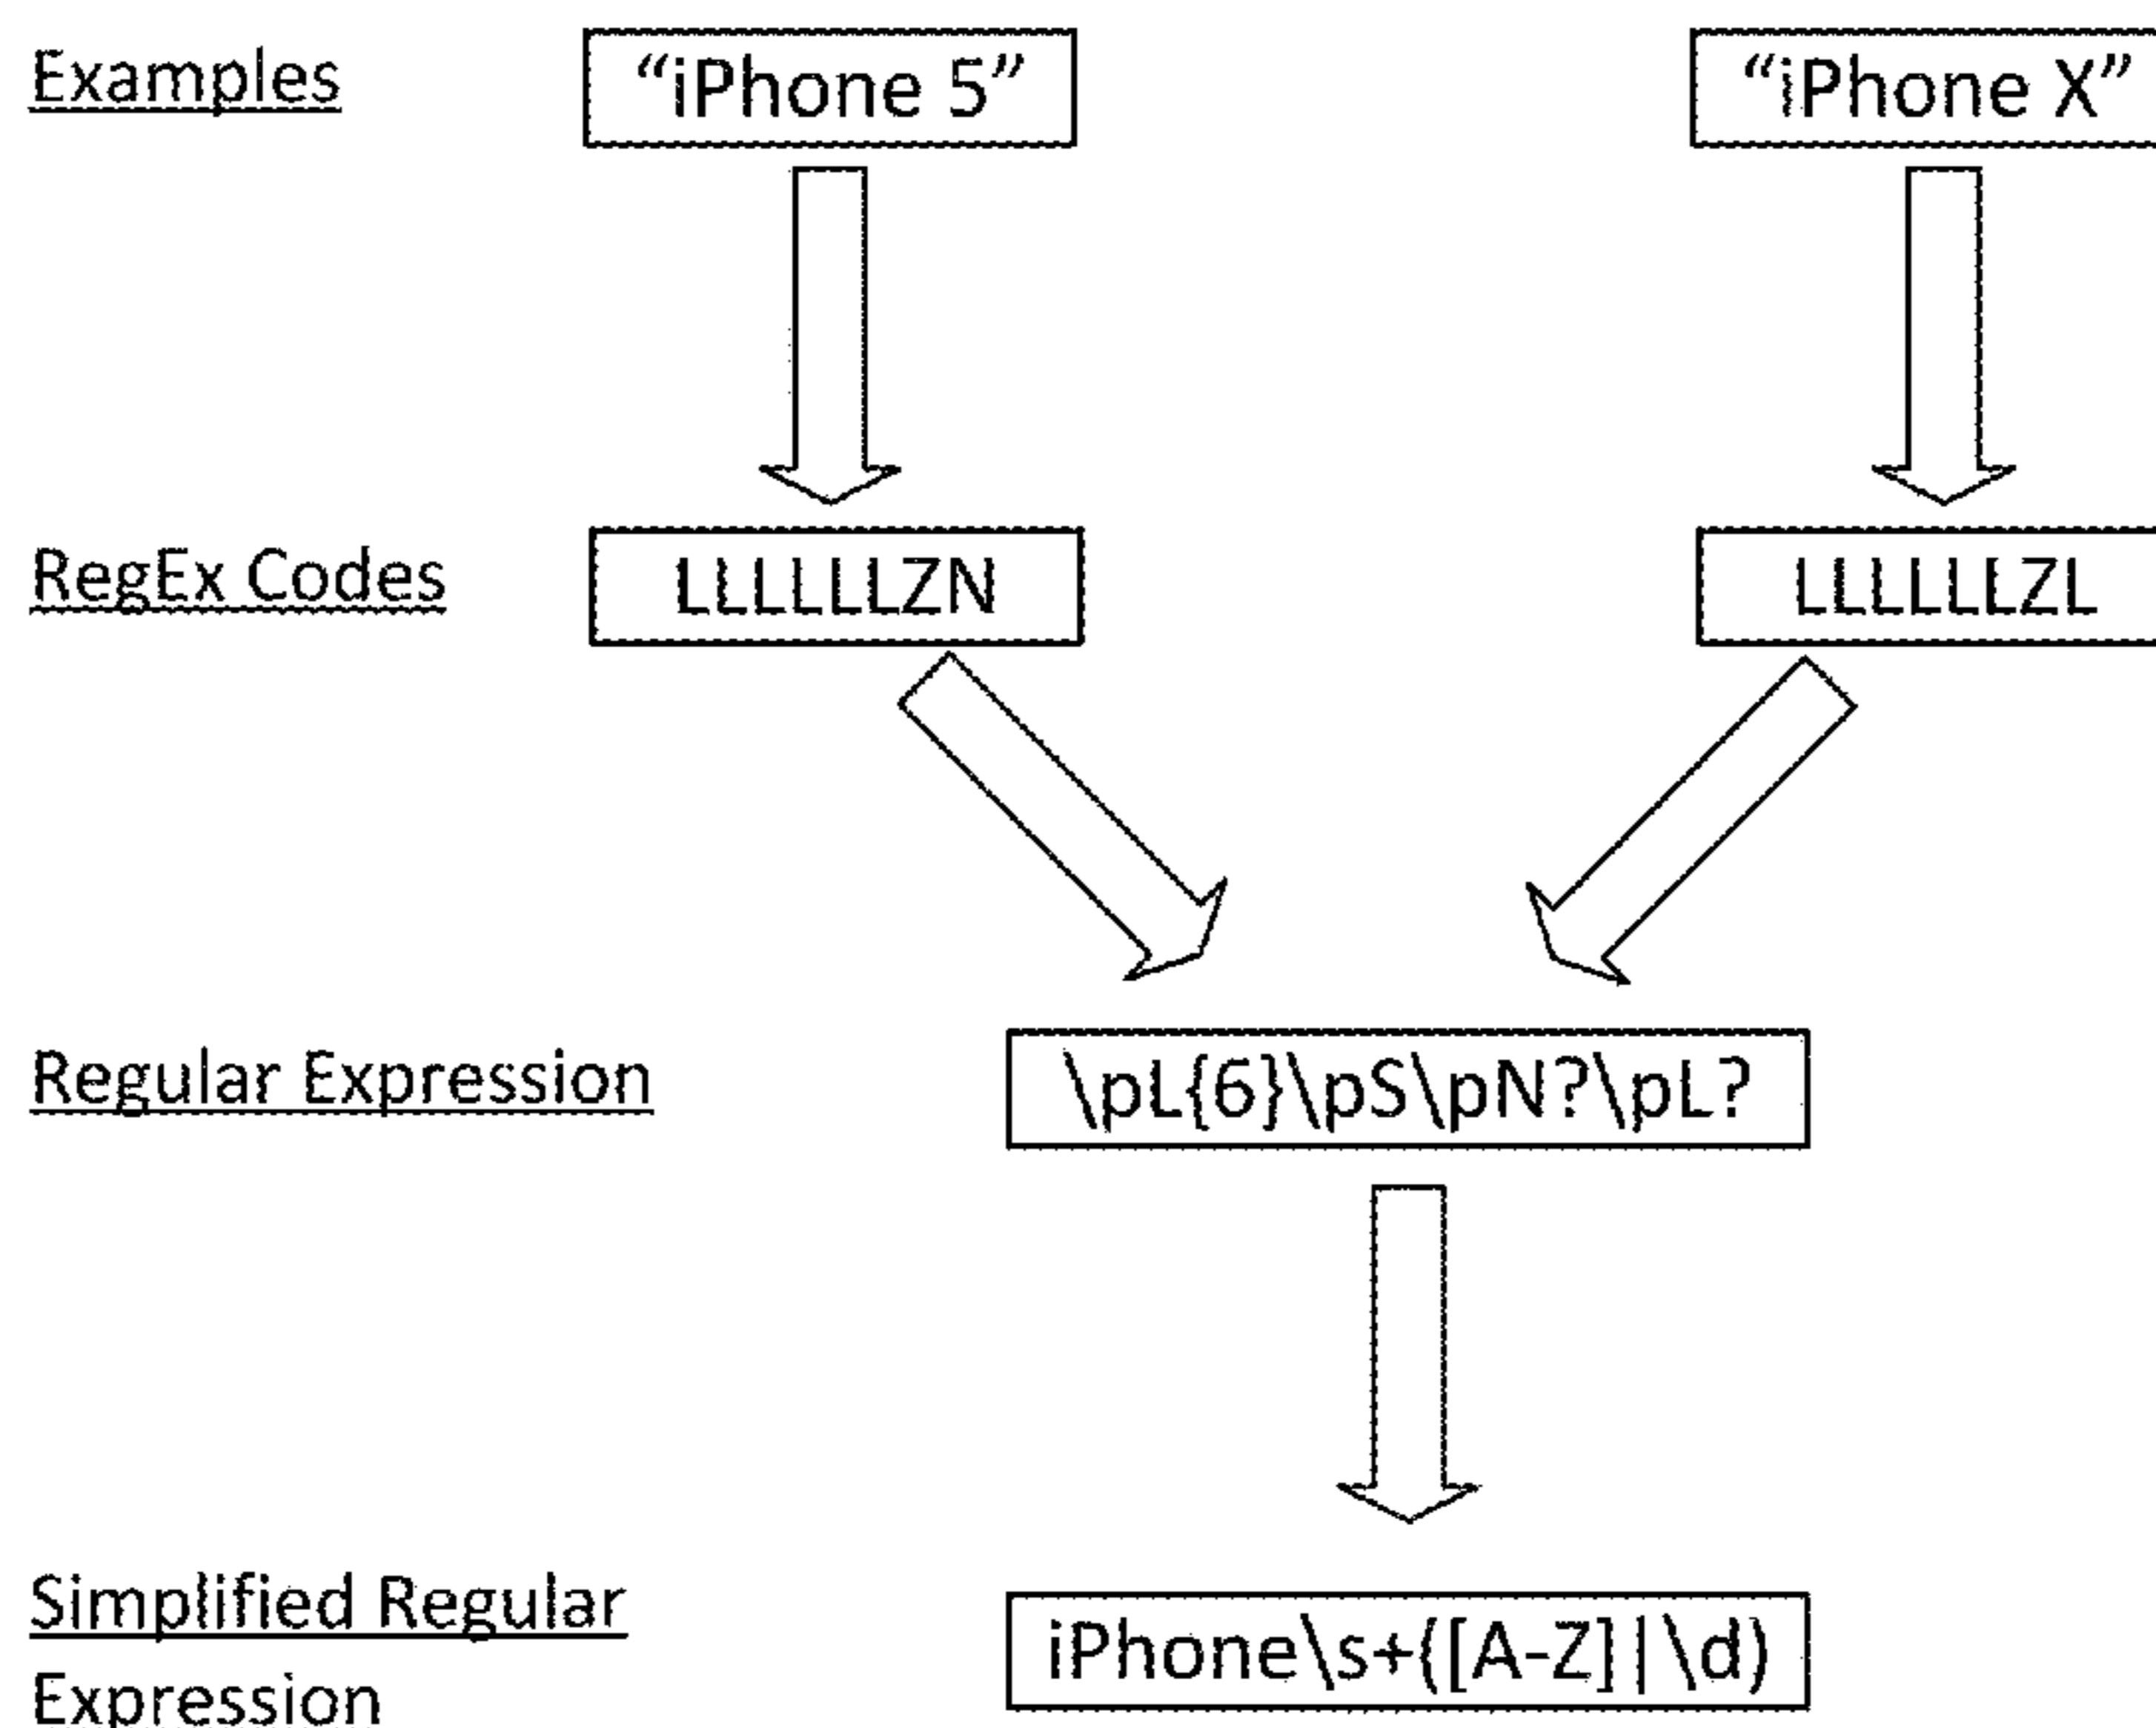 Examples “iPhone 5” “iPhone X”
RegEx Codes LLLLLLZN LLLLLLZL
Regular Expression \pL{6}\pS\pN?\pL?
Simplified Regular iPhone\s+([A-Z]|\d)
Expression